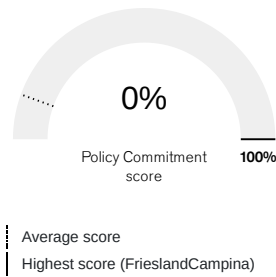 0%
Policy Commitment
score
100%
Average score
Highest score (FrieslandCampina)